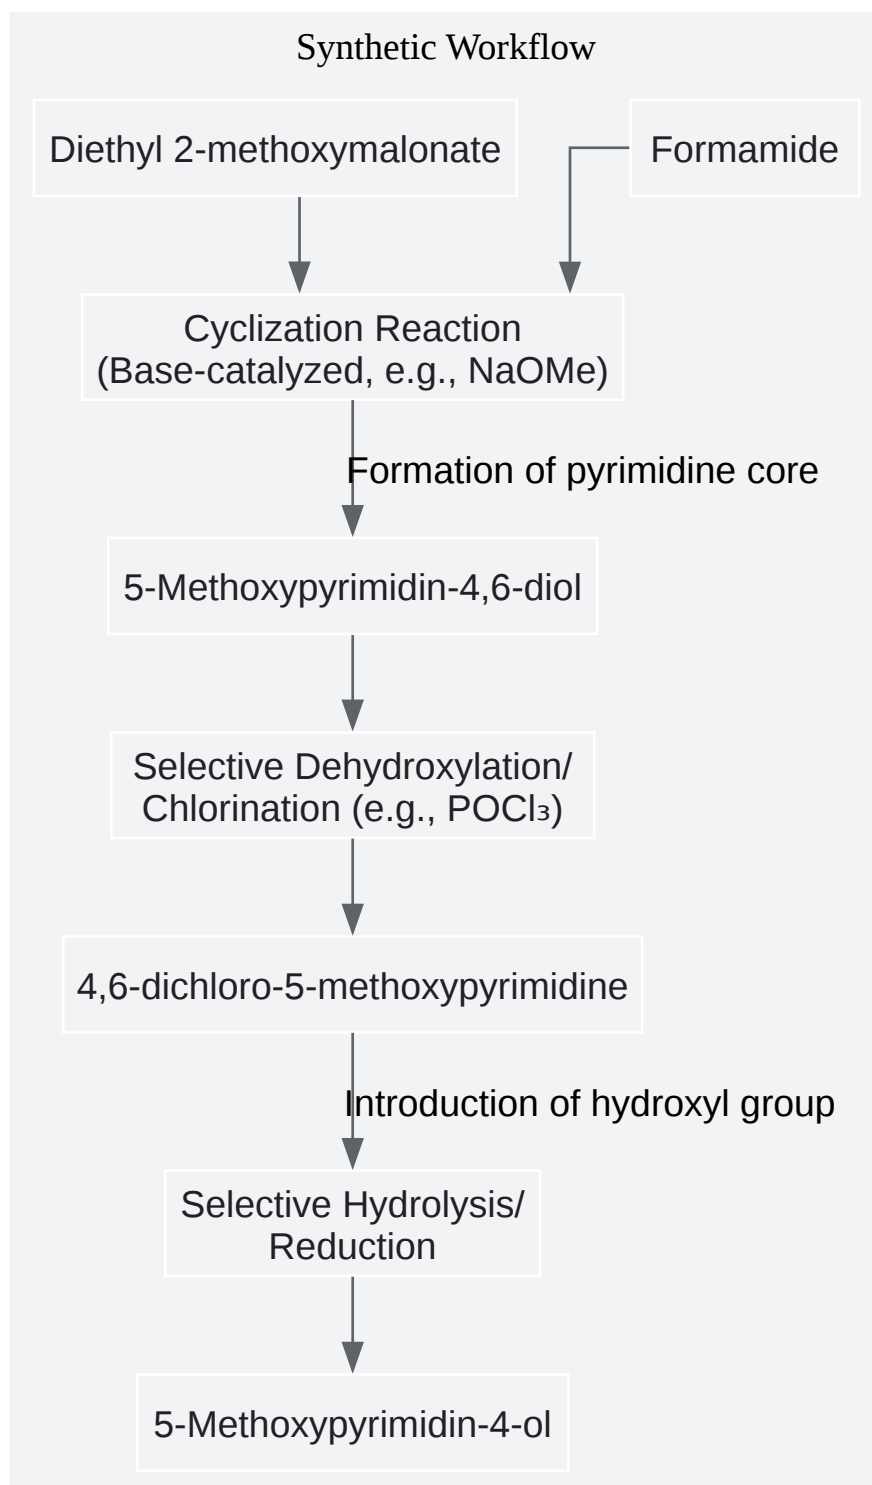 Synthetic Workflow
Diethyl 2-methoxymalonate
Formamide
Cyclization Reaction
(Base-catalyzed, e.g., NaOMe)
Formation of pyrimidine core
5-Methoxypyrimidin-4,6-diol
Selective Dehydroxylation/
Chlorination (e.g., POCl₃)
4,6-dichloro-5-methoxypyrimidine
Introduction of hydroxyl group
Selective Hydrolysis/
Reduction
5-Methoxypyrimidin-4-ol